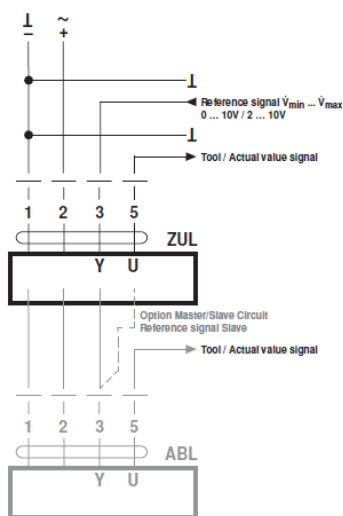 ⊥ ~
– +
⊥
Reference signal V̇min ... V̇max
0 ... 10V / 2 ... 10V
⊥
Tool / Actual value signal
1 2 3 5
ZUL
Y U
Option Master/Slave Circuit
Reference signal Slave
Tool / Actual value signal
1 2 3 5
ABL
Y U